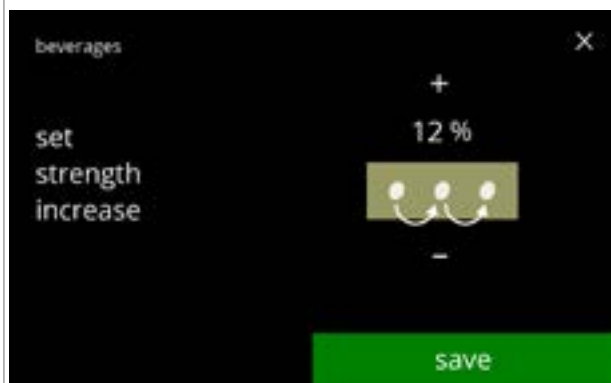 beverages
X
+
12 %
set
strength
increase
-
save